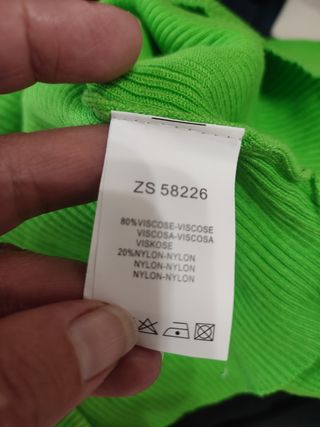 ZS 58226
80%VISCOSE-VISCOSE
VISCOSA-VISCOSA
VISKOSE
20%NYLON-NYLON
NYLON-NYLON
NYLON-NYLON